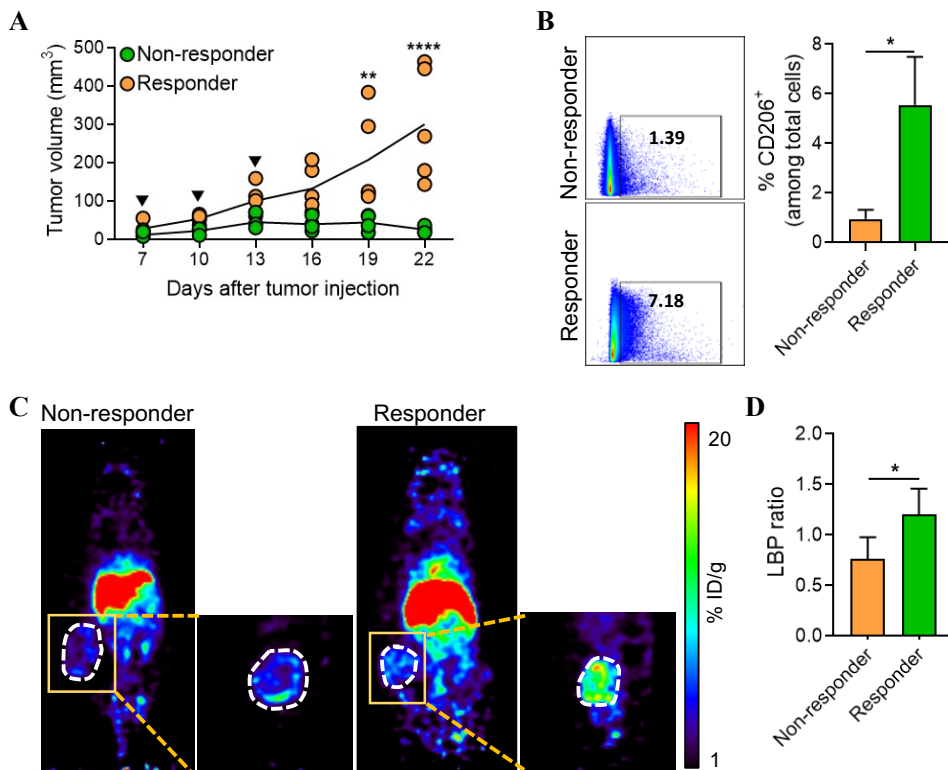 A
Tumor volume (mm³)
500
400
300
200
100
0
Non-responder
Responder
**
****
7 10 13 16 19 22
Days after tumor injection
B
Non-responder
1.39
Responder
7.18
% CD206⁺
(among total cells)
8
6
4
2
0
*
Non-responder
Responder
C
Non-responder
Responder
20
% ID/g
1
D
LBP ratio
2.0
1.5
1.0
0.5
0.0
*
Non-responder
Responder